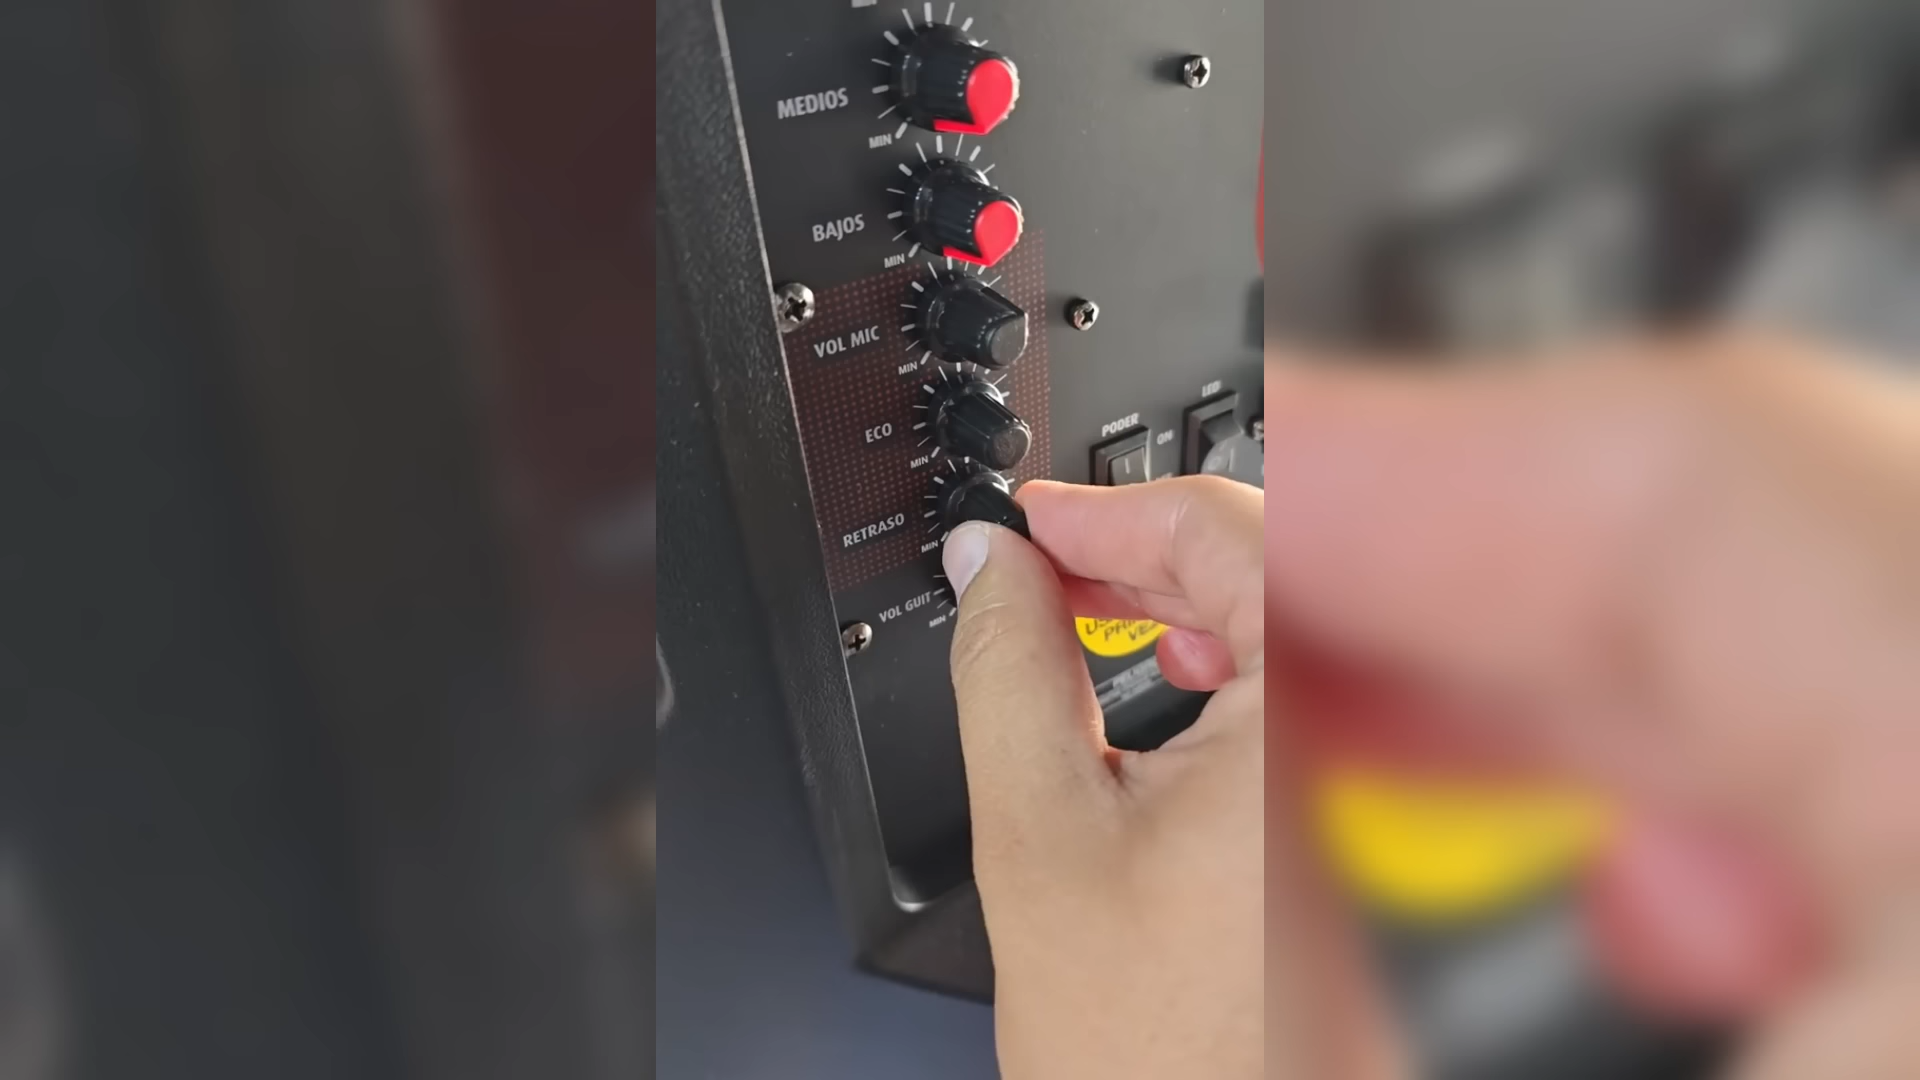 MEDIOS
MIN
BAJOS
MIN
VOL MIC
MIN
LED
ECO
PODER
ON
MIN
RETRASO
MIN
VOL GUIT
MIN